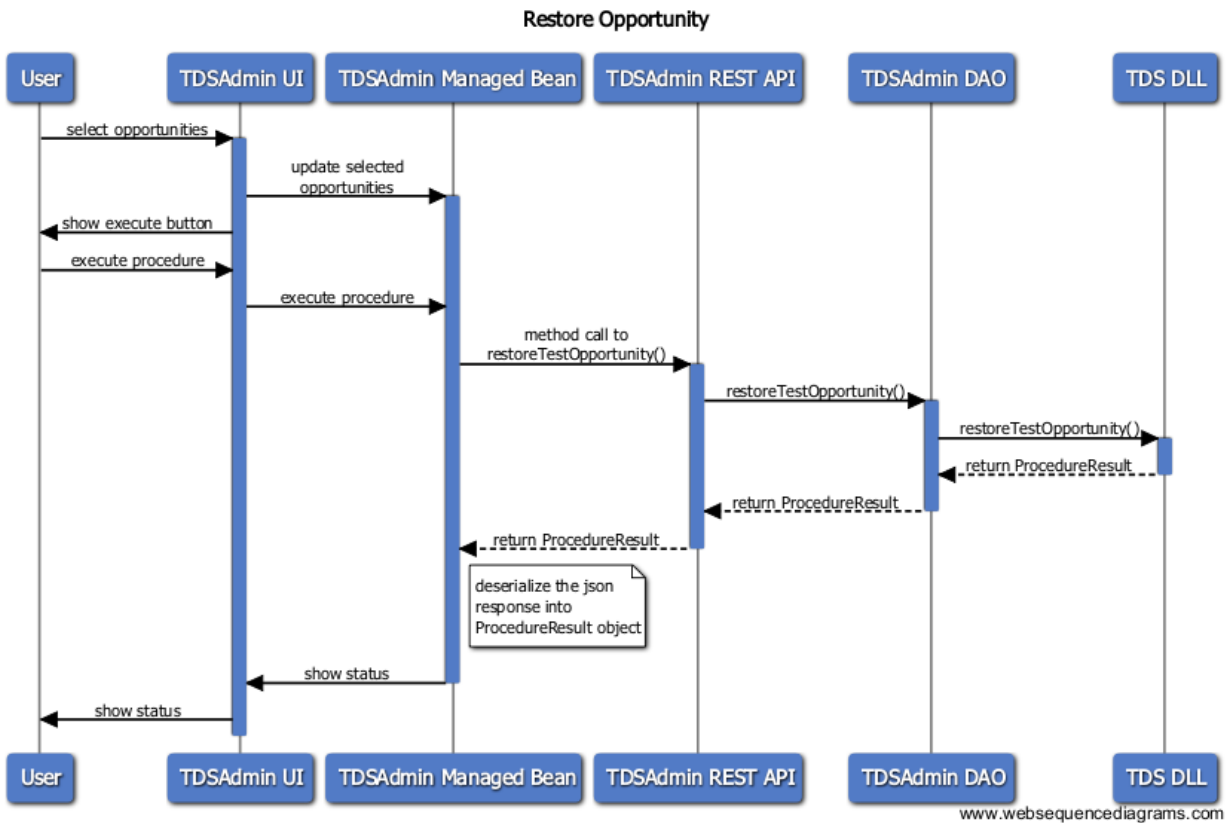 Restore Opportunity
User
TDSAdmin UI
TDSAdmin Managed Bean
TDSAdmin REST API
TDSAdmin DAO
TDS DLL
select opportunities
update selected
opportunities
show execute button
execute procedure
execute procedure
method call to
restoreTestOpportunity()
restoreTestOpportunity()
restoreTestOpportunity()
return ProcedureResult
return ProcedureResult
return ProcedureResult
deserialize the json
response into
ProcedureResult object
show status
show status
User
TDSAdmin UI
TDSAdmin Managed Bean
TDSAdmin REST API
TDSAdmin DAO
TDS DLL
www.websequencediagrams.com